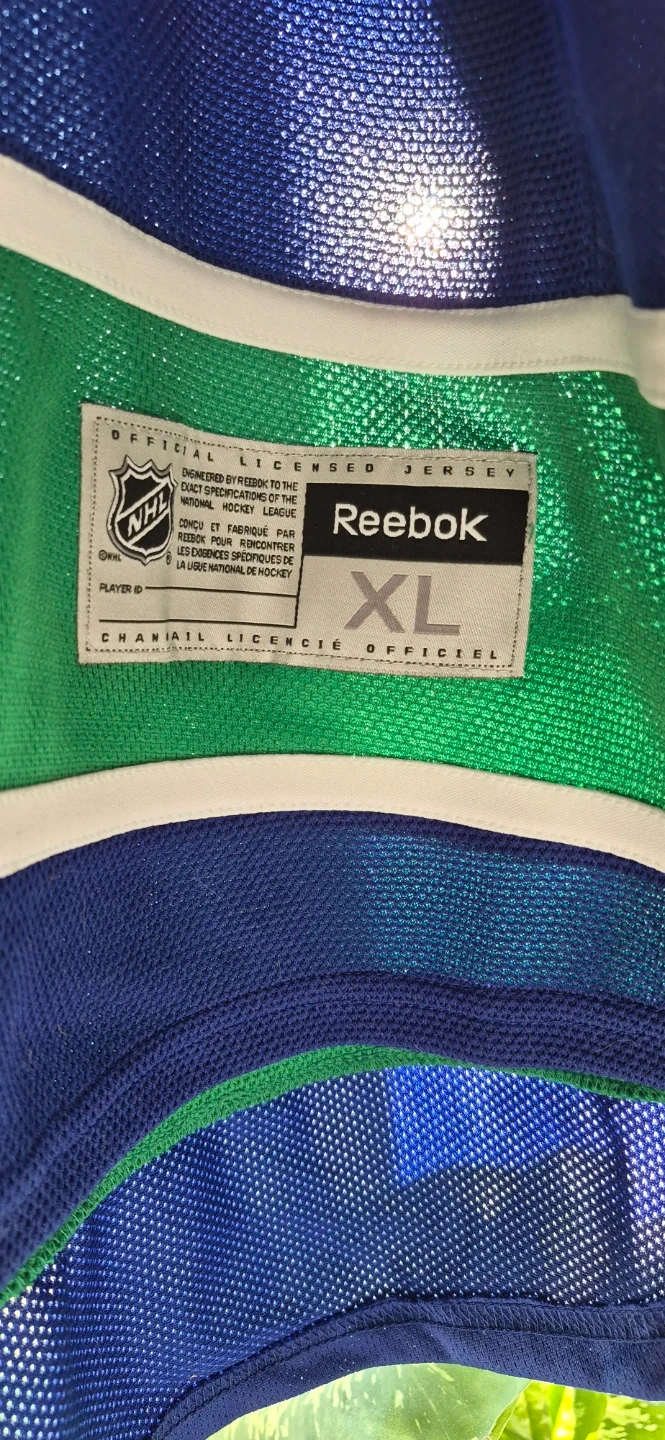 OFFICIAL LICENSED JERSEY
NHL
©NHL
®
ENGINEERED BY REEBOK TO THE
EXACT SPECIFICATIONS OF THE
NATIONAL HOCKEY LEAGUE
CONÇU ET FABRIQUÉ PAR
REEBOK POUR RENCONTRER
LES EXIGENCES SPÉCIFIQUES DE
LA LIGUE NATIONAL DE HOCKEY
PLAYER ID
Reebok
XL
CHANDAIL LICENCIÉ OFFICIEL